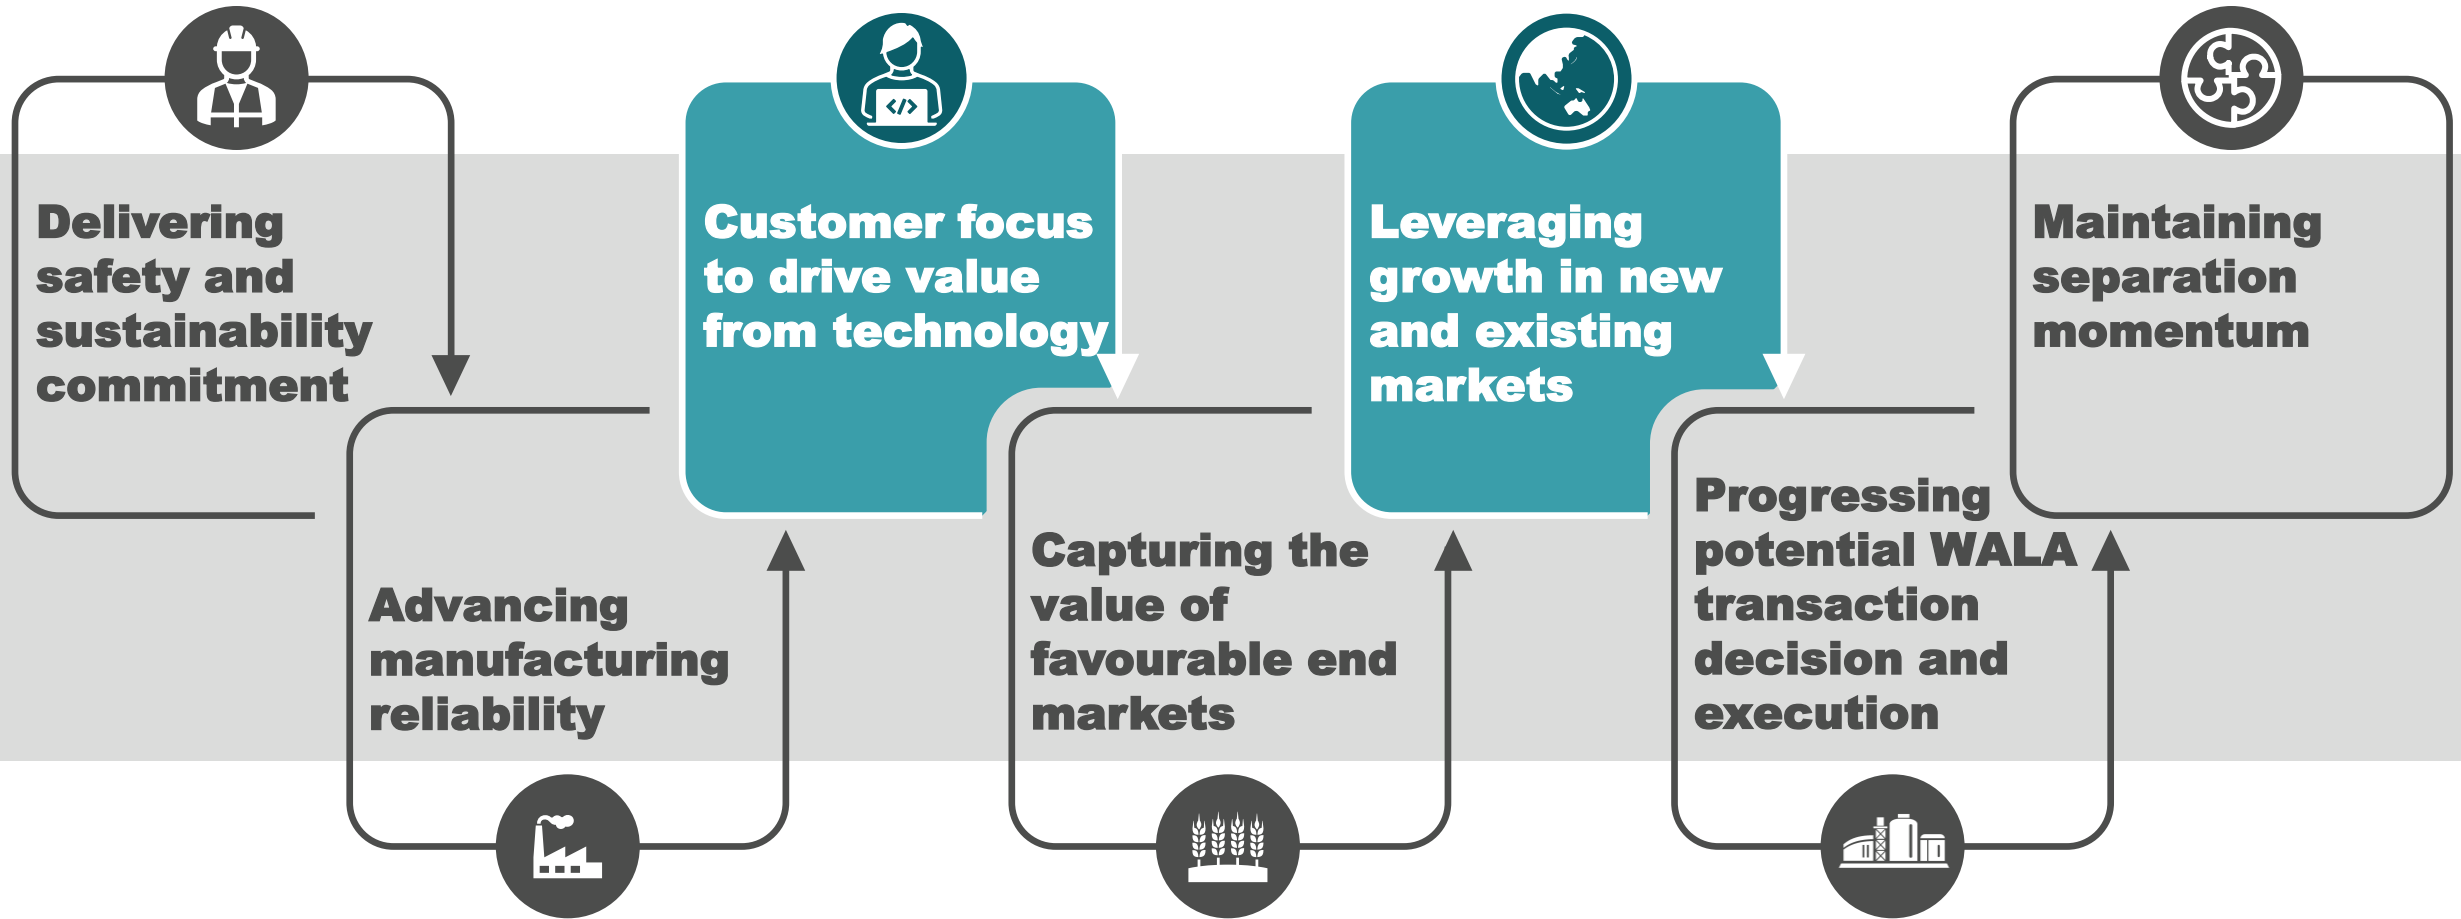 Delivering
safety and
sustainability
commitment
Advancing
manufacturing
reliability
Customer focus
to drive value
from technology
</>
Capturing the
value of
favourable end
markets
Leveraging
growth in new
and existing
markets
Progressing
potential WALA
transaction
decision and
execution
Maintaining
separation
momentum